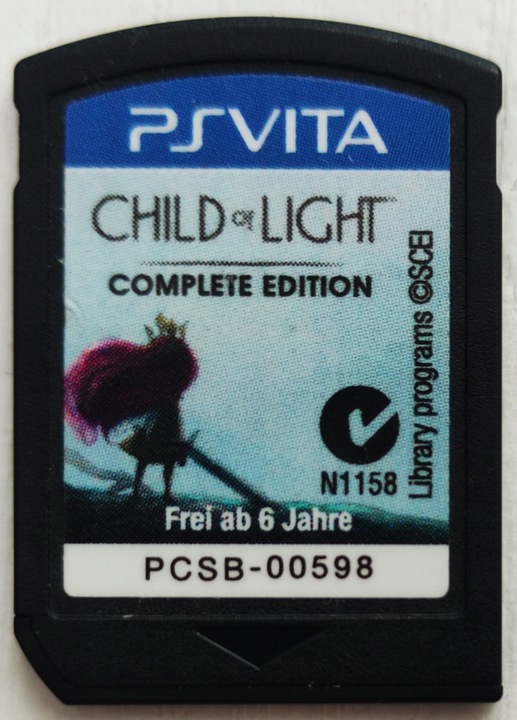 PSVITA
CHILD OF LIGHT
COMPLETE EDITION
Library programs ©SCEI
N1158
Frei ab 6 Jahre
PCSB-00598